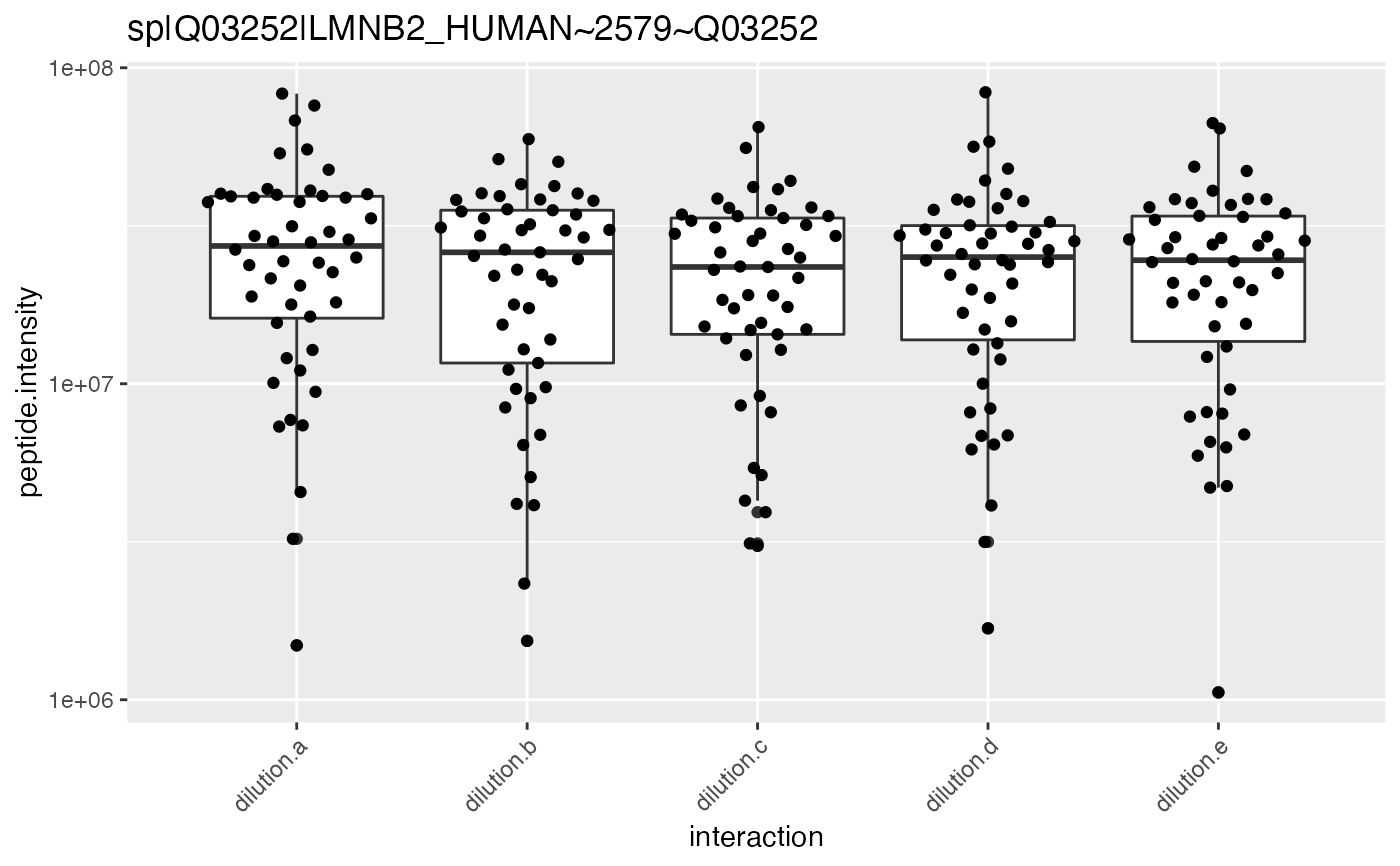 sp|Q03252|LMNB2_HUMAN~2579~Q03252
peptide.intensity
1e+08
1e+07
1e+06
dilution.a
dilution.b
dilution.c
dilution.d
dilution.e
interaction